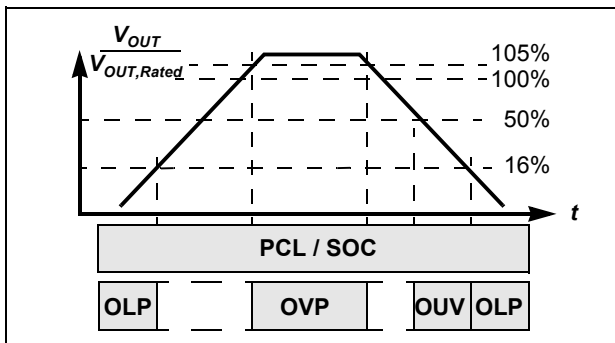 V_OUT
V_OUT,Rated
105%
100%
50%
16%
t
PCL / SOC
OLP OVP OUV OLP